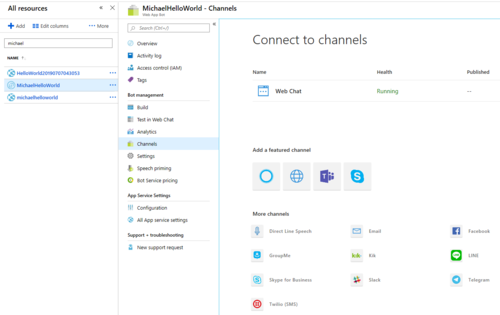 All resources
Add Edit columns More
michael
NAME
HelloWorld20190707043053
MichaelHelloWorld
michaelhelloworld
MichaelHelloWorld - Channels
Web App Bot
Search (Ctrl+/)
Overview
Activity log
Access control (IAM)
Tags
Bot management
Build
Test in Web Chat
Analytics
Channels
Settings
Speech priming
Bot Service pricing
App Service Settings
Configuration
All App service settings
Support + troubleshooting
New support request
Connect to channels
Name Health Published
Web Chat Running --
Add a featured channel
More channels
Direct Line Speech Email Facebook
GroupMe Kik LINE
Skype for Business Slack Telegram
Twilio (SMS)